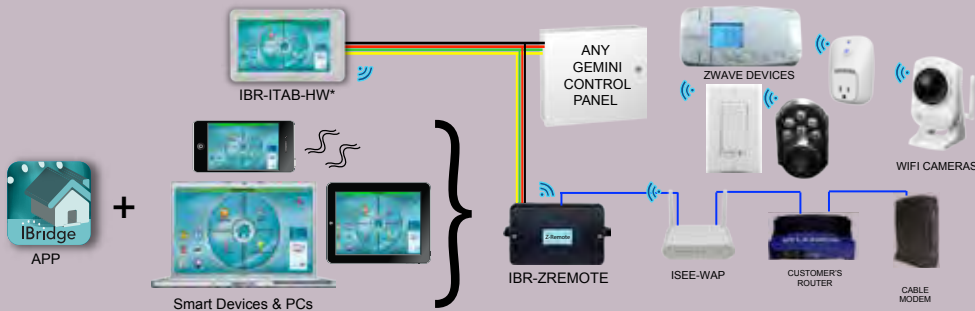 IBR-ITAB-HW*
ANY
GEMINI
CONTROL
PANEL
ZWAVE DEVICES
WIFI CAMERAS
IBridge
APP
+
Smart Devices & PCs
Z-Remote
IBR-ZREMOTE
ISEE-WAP
CUSTOMER'S
ROUTER
CABLE
MODEM